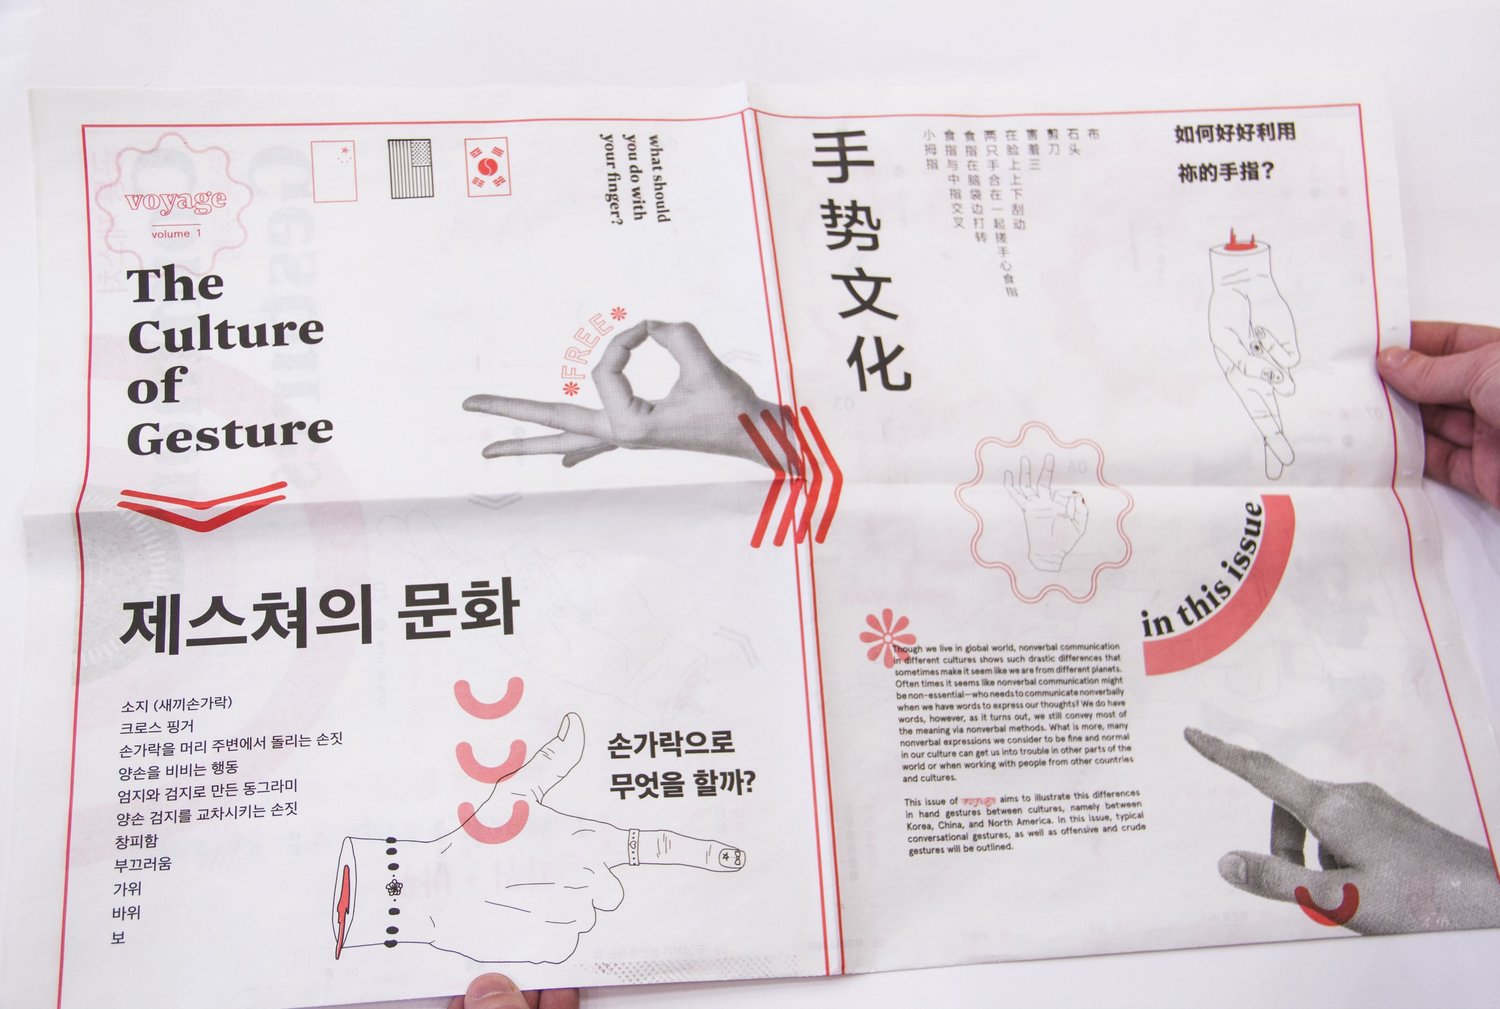 voyage
volume 1
The
Culture
of
Gesture
what should
you do with
your finger?
FREE
제스쳐의 문화
소지 (새끼손가락)
크로스 핑거
손가락을 머리 주변에서 돌리는 손짓
양손을 비비는 행동
엄지와 검지로 만든 동그라미
양손 검지를 교차시키는 손짓
창피함
부끄러움
가위
바위
보
손가락으로
무엇을 할까?
手势文化
布
石头
剪刀
害羞三
在脸上上下刮动
两只手合在一起搓手心食指
食指在脑袋边打转
食指与中指交叉
小拇指
如何好好利用
祢的手指?
in this issue
Though we live in global world, nonverbal communication
in different cultures shows such drastic differences that
sometimes make it seem like we are from different planets.
Often times it seems like nonverbal communication might
be non-essential—who needs to communicate nonverbally
when we have words to express our thoughts? We do have
words, however, as it turns out, we still convey most of
the meaning via nonverbal methods. What is more, many
nonverbal expressions we consider to be fine and normal
in our culture can get us into trouble in other parts of the
world or when working with people from other countries
and cultures.
This issue of voyage aims to illustrate this differences
in hand gestures between cultures, namely between
Korea, China, and North America. In this issue, typical
conversational gestures, as well as offensive and crude
gestures will be outlined.